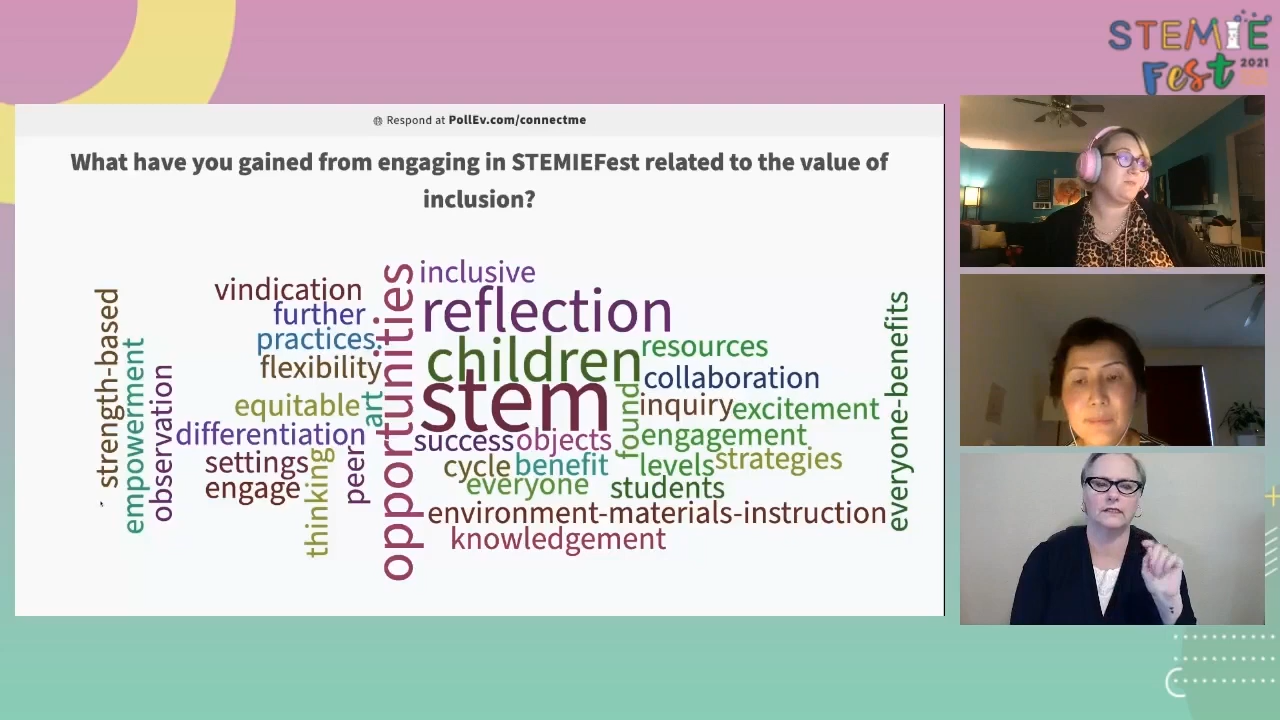 STEMIE
Fest 2021
Respond at PollEv.com/connectme
What have you gained from engaging in STEMIEFest related to the value of
inclusion?
inclusive
vindication
reflection
further
practices.
opportunities
children
resources
flexibility
collaboration
stem
strength-based
empowerment
observation
everyone-benefits
equitable
art
found
inquiry
excitement
differentiation
success
objects
engagement
settings
thinking
peer
cycle
benefit
levels
strategies
engage
everyone
students
environment-materials-instruction
knowledgement